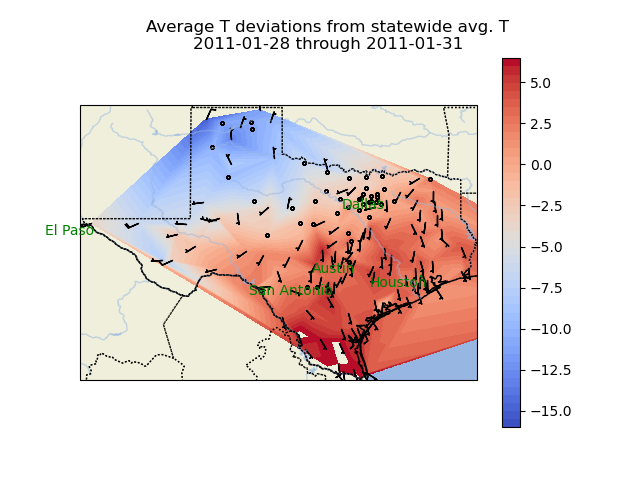 Average T deviations from statewide avg. T
2011-01-28 through 2011-01-31
5.0
2.5
0.0
−2.5
−5.0
−7.5
−10.0
−12.5
−15.0
Dallas
El Paso
Austin
Houston
San Antonio